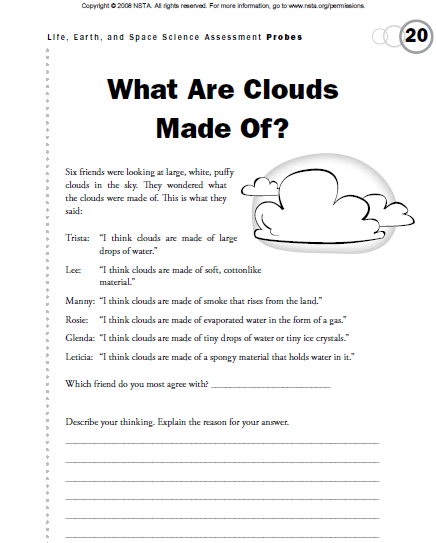 Copyright © 2008 NSTA. All rights reserved. For more information, go to www.nsta.org/permissions.
Life, Earth, and Space Science Assessment Probes
20
What Are Clouds
Made Of?
Six friends were looking at large, white, puffy
clouds in the sky. They wondered what
the clouds were made of. This is what they
said:
Trista: “I think clouds are made of large
drops of water.”
Lee: “I think clouds are made of soft, cottonlike
material.”
Manny: “I think clouds are made of smoke that rises from the land.”
Rosie: “I think clouds are made of evaporated water in the form of a gas.”
Glenda: “I think clouds are made of tiny drops of water or tiny ice crystals.”
Leticia: “I think clouds are made of a spongy material that holds water in it.”
Which friend do you most agree with? ________________________
Describe your thinking. Explain the reason for your answer.